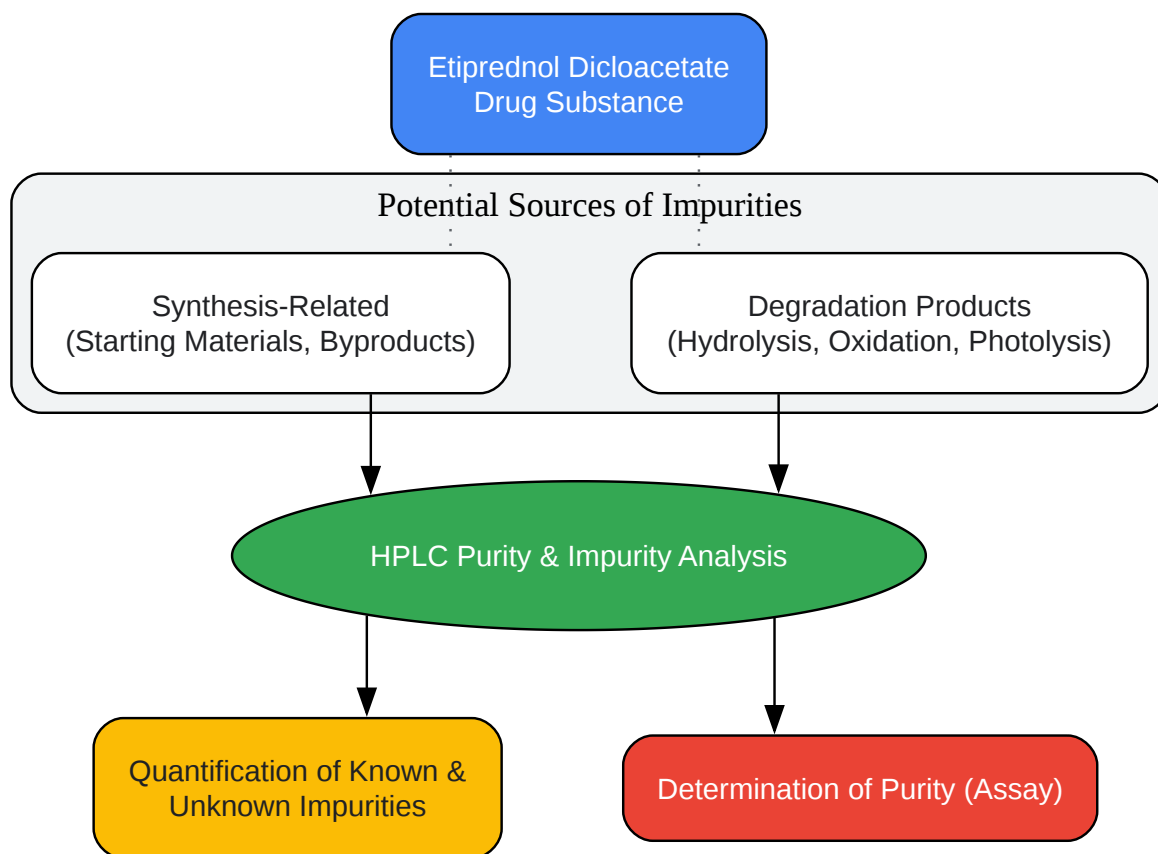 Etiprednol Dicloacetate
Drug Substance
Potential Sources of Impurities
Synthesis-Related
(Starting Materials, Byproducts)
Degradation Products
(Hydrolysis, Oxidation, Photolysis)
HPLC Purity & Impurity Analysis
Quantification of Known &
Unknown Impurities
Determination of Purity (Assay)